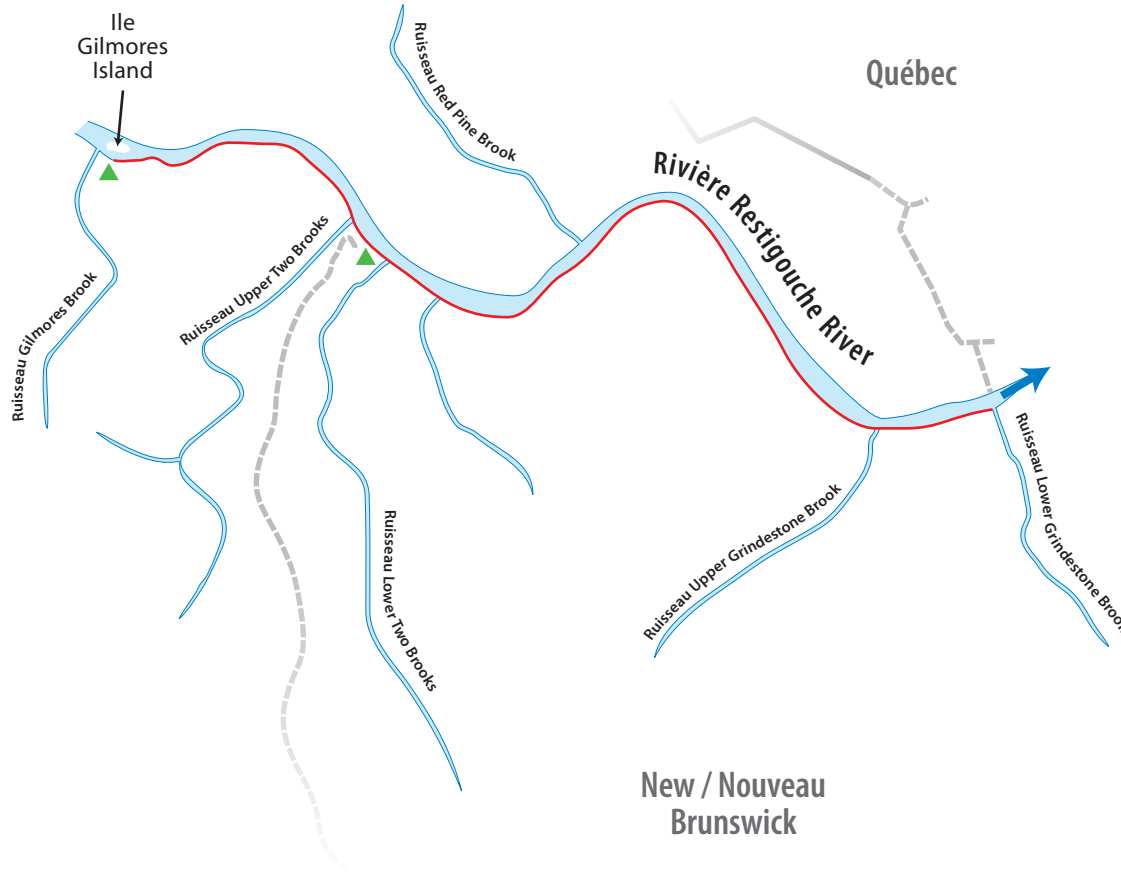 Ile
Gilmores
Island
Ruisseau Red Pine Brook
Québec
Rivière Restigouche River
Ruisseau Upper Two Brooks
Ruisseau Gilmores Brook
Ruisseau Lower Two Brooks
Ruisseau Upper Grindestone Brook
Ruisseau Lower Grindestone Brook
New / Nouveau
Brunswick